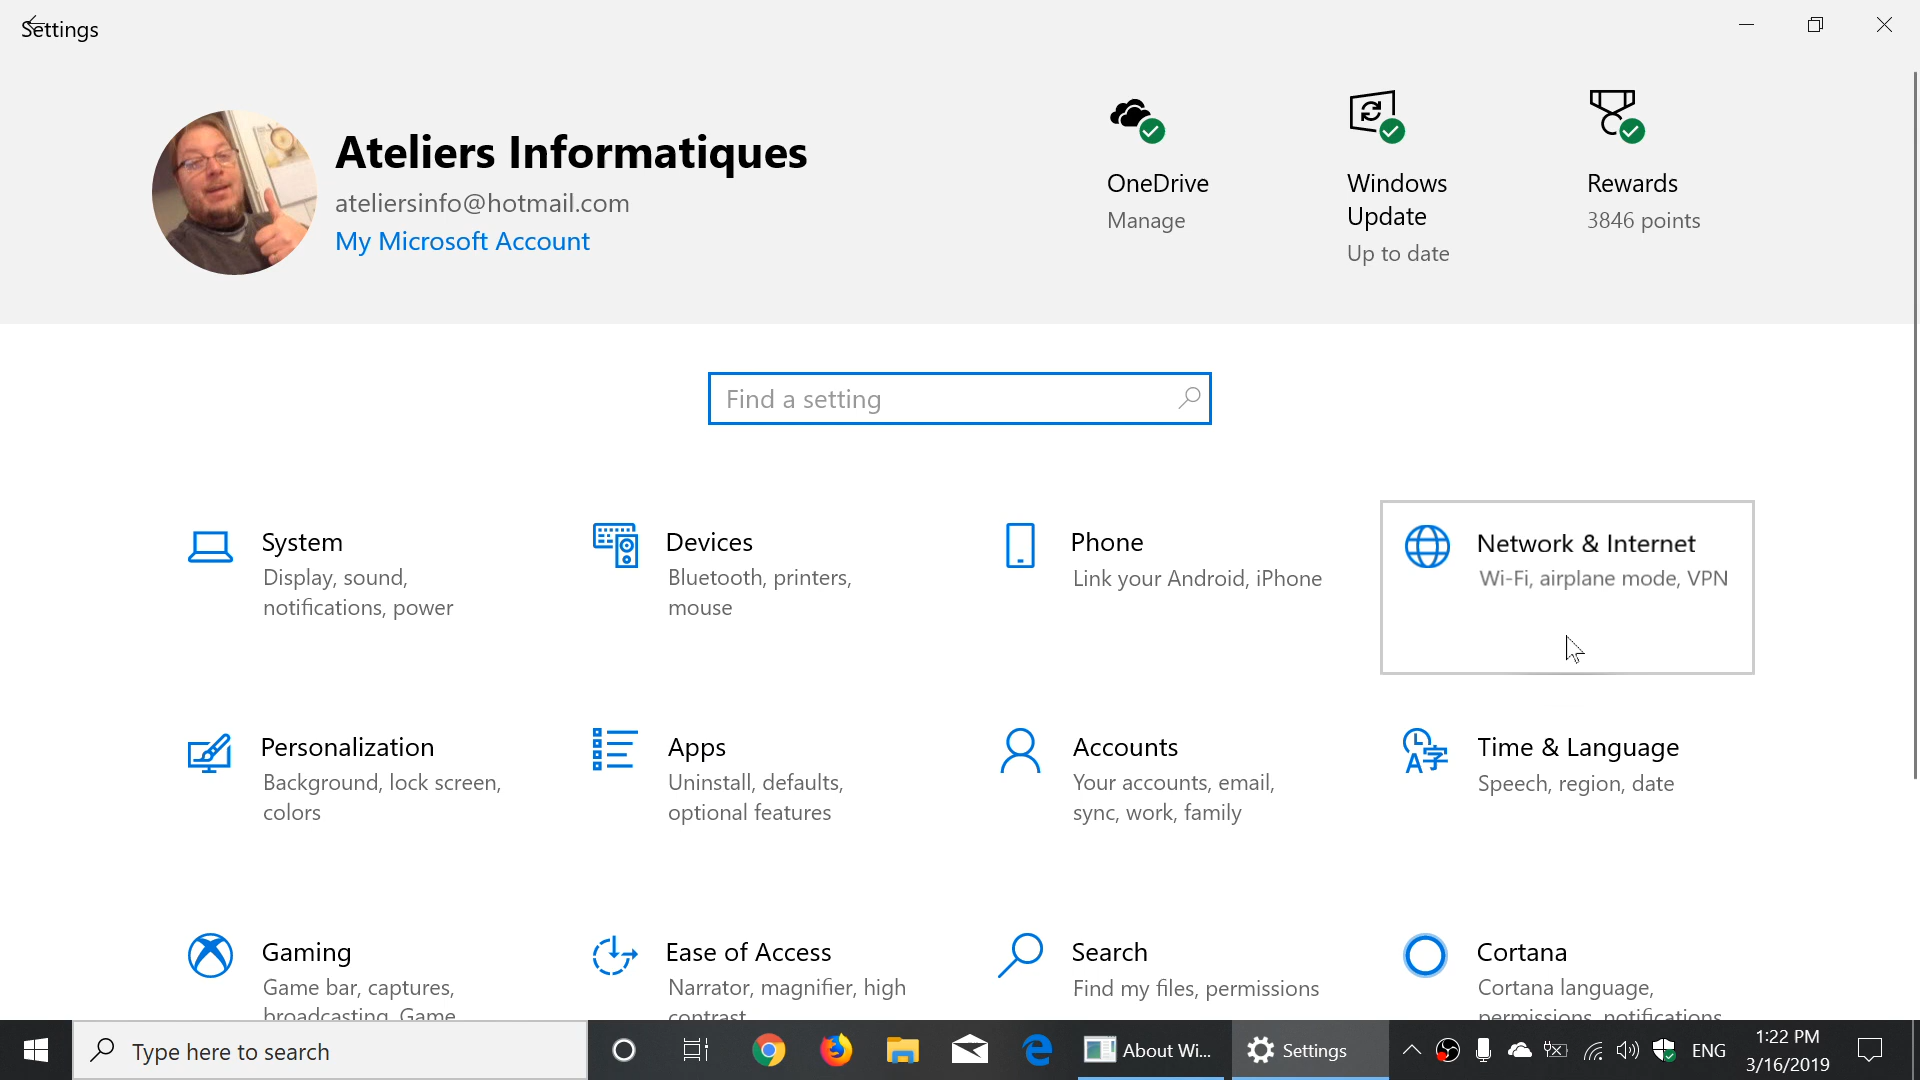 Settings
Ateliers Informatiques
ateliersinfo@hotmail.com
My Microsoft Account
OneDrive
Manage
Windows
Update
Up to date
Rewards
3846 points
Find a setting
System
Display, sound,
notifications, power
Devices
Bluetooth, printers,
mouse
Phone
Link your Android, iPhone
Network & Internet
Wi-Fi, airplane mode, VPN
Personalization
Background, lock screen,
colors
Apps
Uninstall, defaults,
optional features
Accounts
Your accounts, email,
sync, work, family
Time & Language
Speech, region, date
Gaming
Game bar, captures,
broadcasting, Game
Ease of Access
Narrator, magnifier, high
contrast
Search
Find my files, permissions
Cortana
Cortana language,
permissions, notifications
Type here to search
About Wi...
Settings
ENG
1:22 PM
3/16/2019